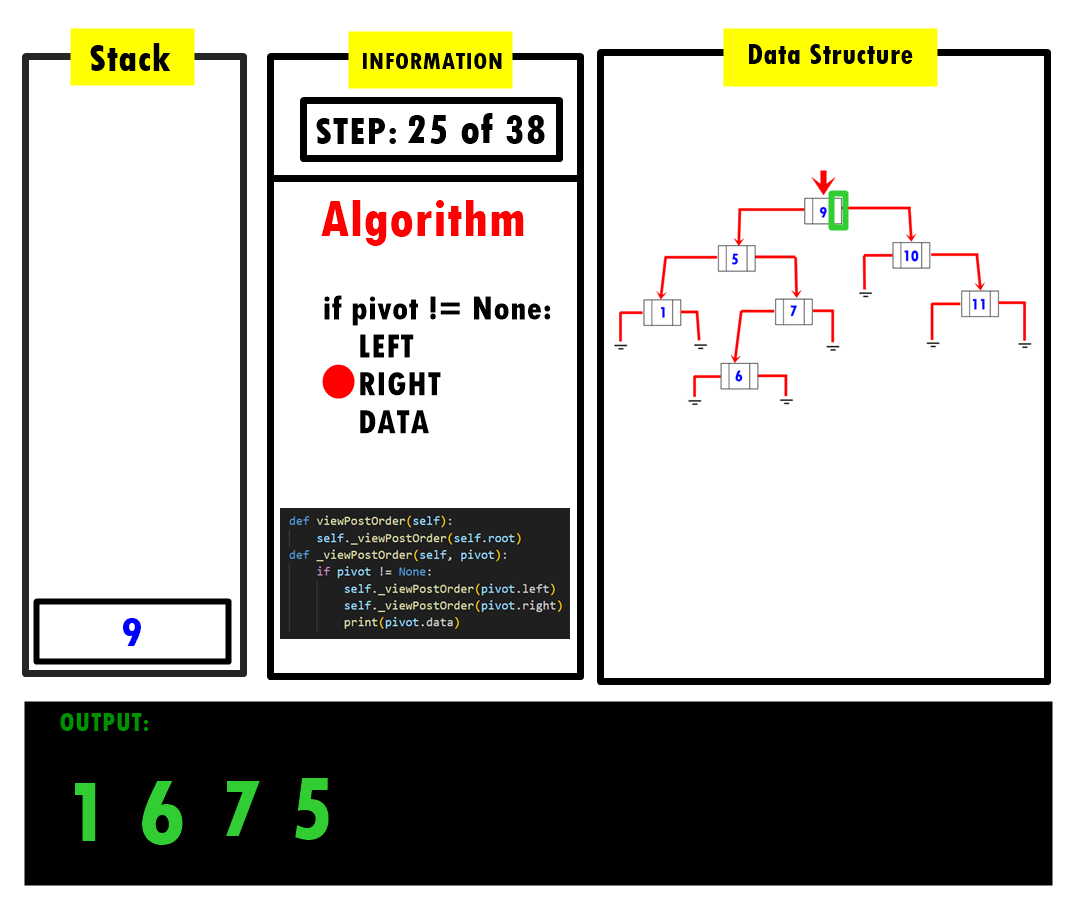 Stack
9
INFORMATION
STEP: 25 of 38
Algorithm
if pivot != None:
LEFT
RIGHT
DATA
def viewPostOrder(self):
self._viewPostOrder(self.root)
def _viewPostOrder(self, pivot):
if pivot != None:
self._viewPostOrder(pivot.left)
self._viewPostOrder(pivot.right)
print(pivot.data)
Data Structure
9
5
10
1
7
11
6
OUTPUT:
1 6 7 5